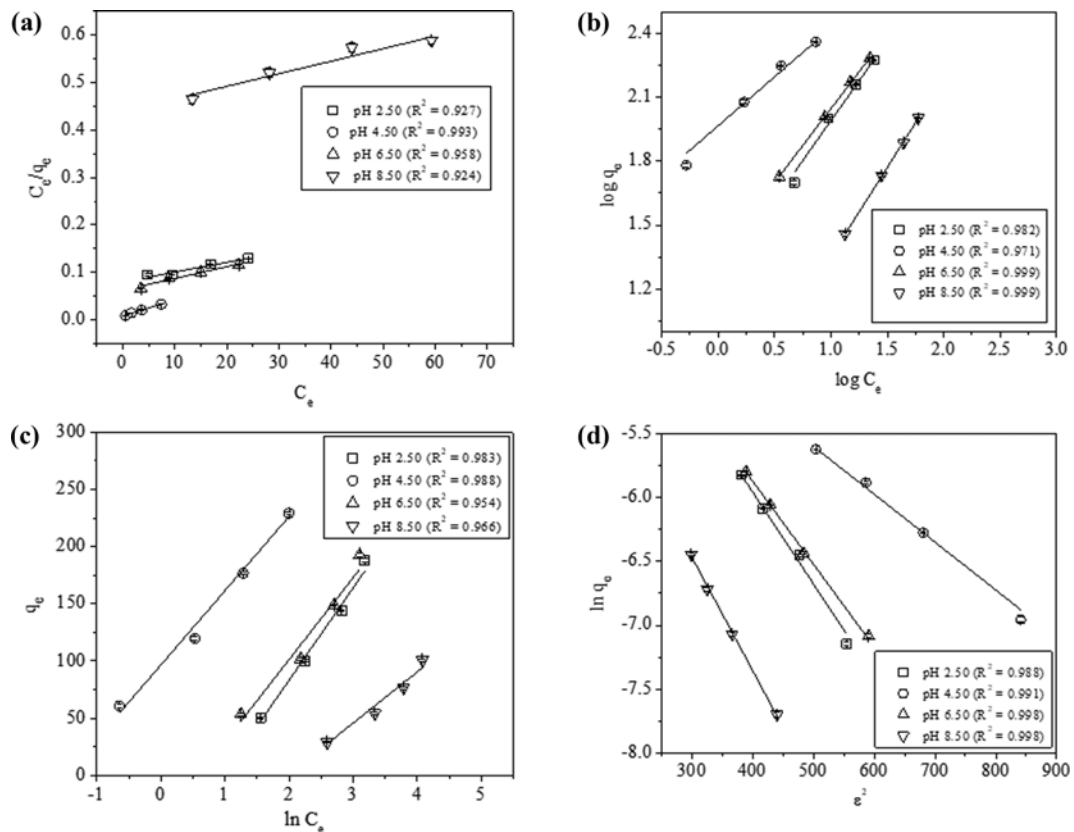 (a)
0.6
0.5
0.4
0.3
0.2
0.1
0.0
C_e/q_e
pH 2.50 (R² = 0.927)
pH 4.50 (R² = 0.993)
pH 6.50 (R² = 0.958)
pH 8.50 (R² = 0.924)
0 10 20 30 40 50 60 70
C_e
(b)
2.4
2.1
1.8
1.5
1.2
log q_e
pH 2.50 (R² = 0.982)
pH 4.50 (R² = 0.971)
pH 6.50 (R² = 0.999)
pH 8.50 (R² = 0.999)
-0.5 0.0 0.5 1.0 1.5 2.0 2.5 3.0
log C_e
(c)
300
250
200
150
100
50
0
q_e
pH 2.50 (R² = 0.983)
pH 4.50 (R² = 0.988)
pH 6.50 (R² = 0.954)
pH 8.50 (R² = 0.966)
-1 0 1 2 3 4 5
ln C_e
(d)
-5.5
-6.0
-6.5
-7.0
-7.5
-8.0
ln q_e
pH 2.50 (R² = 0.988)
pH 4.50 (R² = 0.991)
pH 6.50 (R² = 0.998)
pH 8.50 (R² = 0.998)
300 400 500 600 700 800 900
ε²